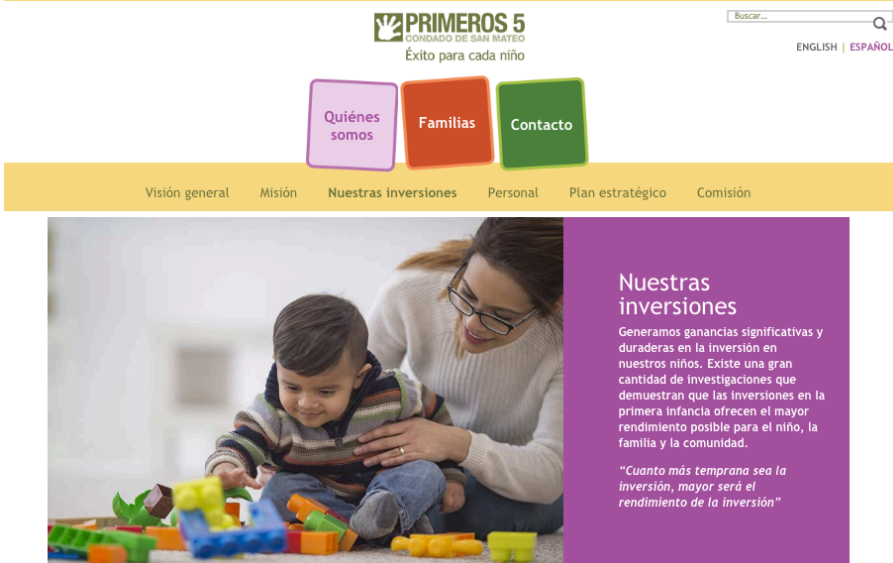 Buscar...
PRIMEROS 5
CONDADO DE SAN MATEO
Éxito para cada niño
ENGLISH | ESPAÑOL
Quiénes
somos
Familias
Contacto
Visión general
Misión
Nuestras inversiones
Personal
Plan estratégico
Comisión
Nuestras
inversiones
Generamos ganancias significativas y
duraderas en la inversión en
nuestros niños. Existe una gran
cantidad de investigaciones que
demuestran que las inversiones en la
primera infancia ofrecen el mayor
rendimiento posible para el niño, la
familia y la comunidad.
“Cuanto más temprana sea la
inversión, mayor será el
rendimiento de la inversión”